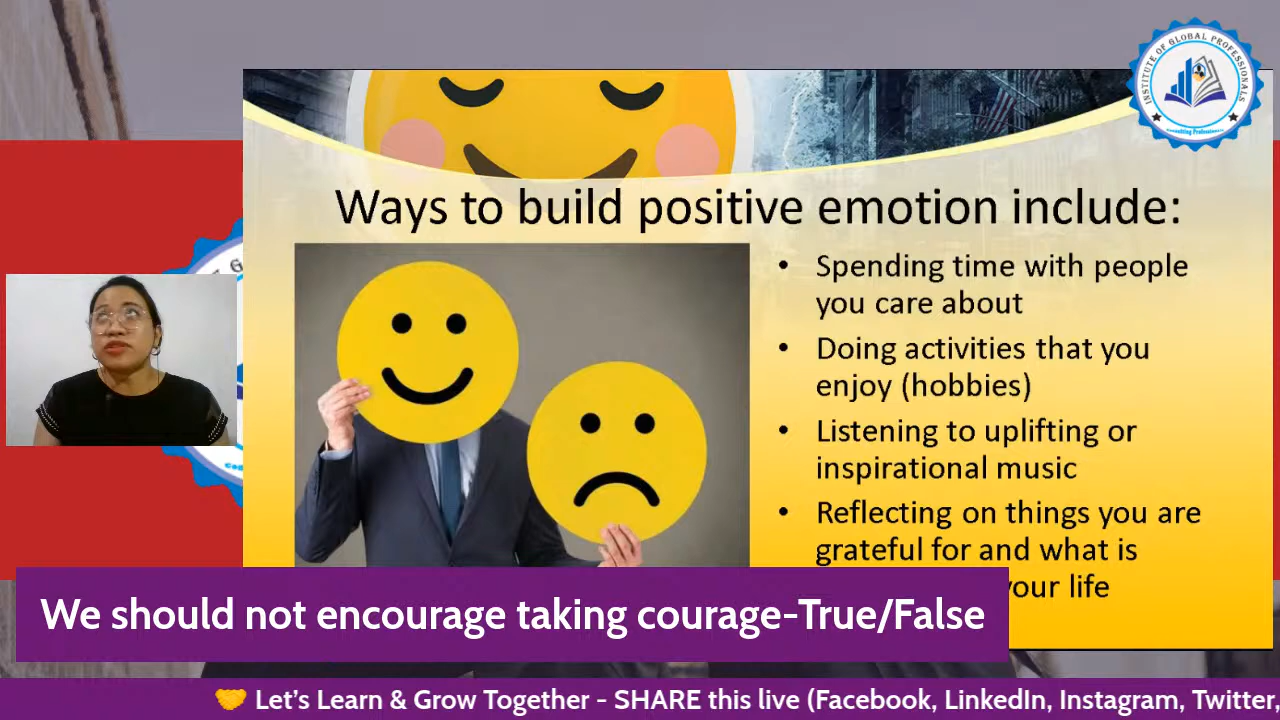 INSTITUTE OF GLOBAL PROFESSIONALS
Connecting Professionals
Ways to build positive emotion include:
• Spending time with people
you care about
• Doing activities that you
enjoy (hobbies)
• Listening to uplifting or
inspirational music
• Reflecting on things you are
grateful for and what is
your life
We should not encourage taking courage-True/False
Let's Learn & Grow Together - SHARE this live (Facebook, LinkedIn, Instagram, Twitter,